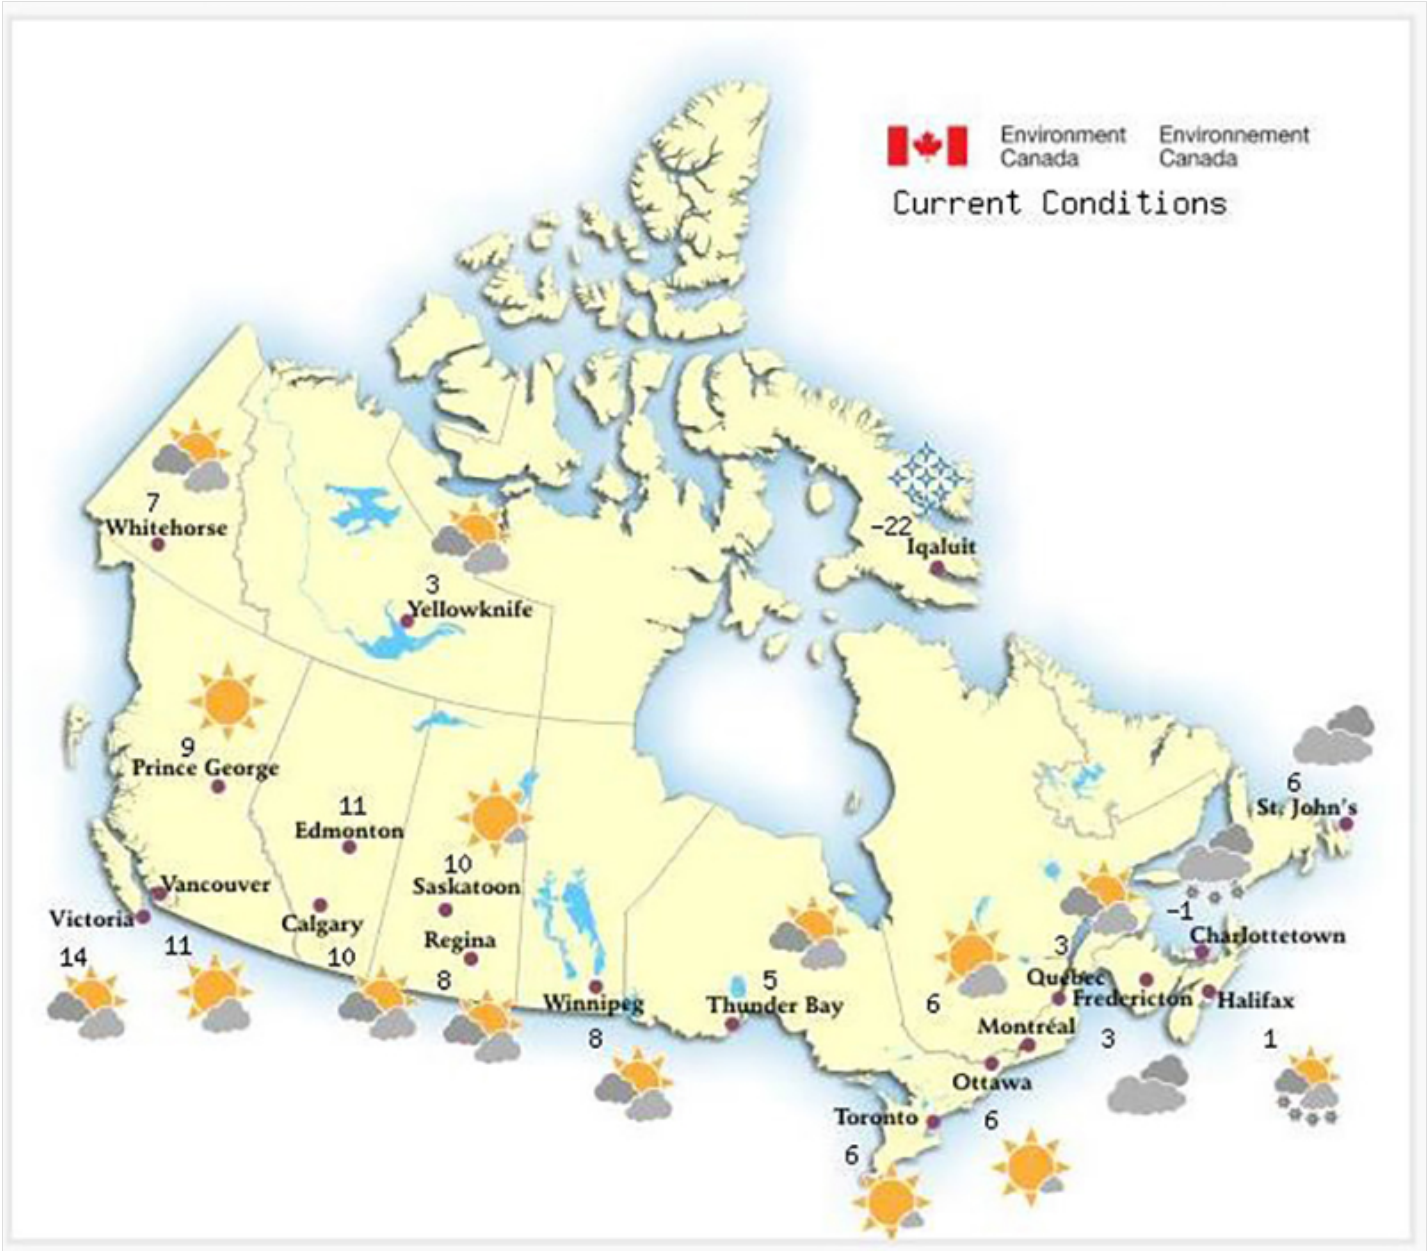 Environment Environnement
Canada Canada
Current Conditions
7
Whitehorse
-22
Iqaluit
3
Yellowknife
9
Prince George
6
St. John's
11
Edmonton
10
Saskatoon
Vancouver
Victoria
14
11
Calgary
10
Regina
8
Winnipeg
8
5
Thunder Bay
-1
Charlottetown
3
Québec
Fredericton
3
Halifax
1
6
Montréal
Ottawa
6
Toronto
6